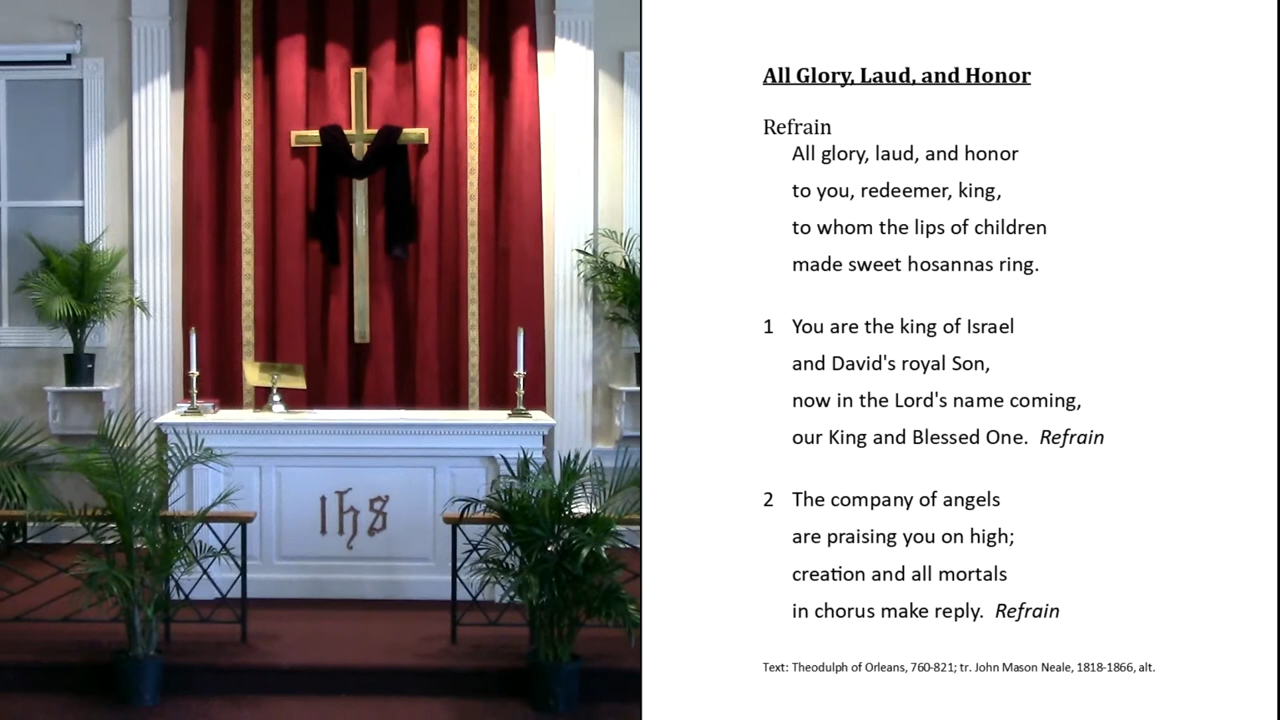 ihs
All Glory, Laud, and Honor
Refrain
All glory, laud, and honor
to you, redeemer, king,
to whom the lips of children
made sweet hosannas ring.
1 You are the king of Israel
and David's royal Son,
now in the Lord's name coming,
our King and Blessed One. Refrain
2 The company of angels
are praising you on high;
creation and all mortals
in chorus make reply. Refrain
Text: Theodulph of Orleans, 760-821; tr. John Mason Neale, 1818-1866, alt.